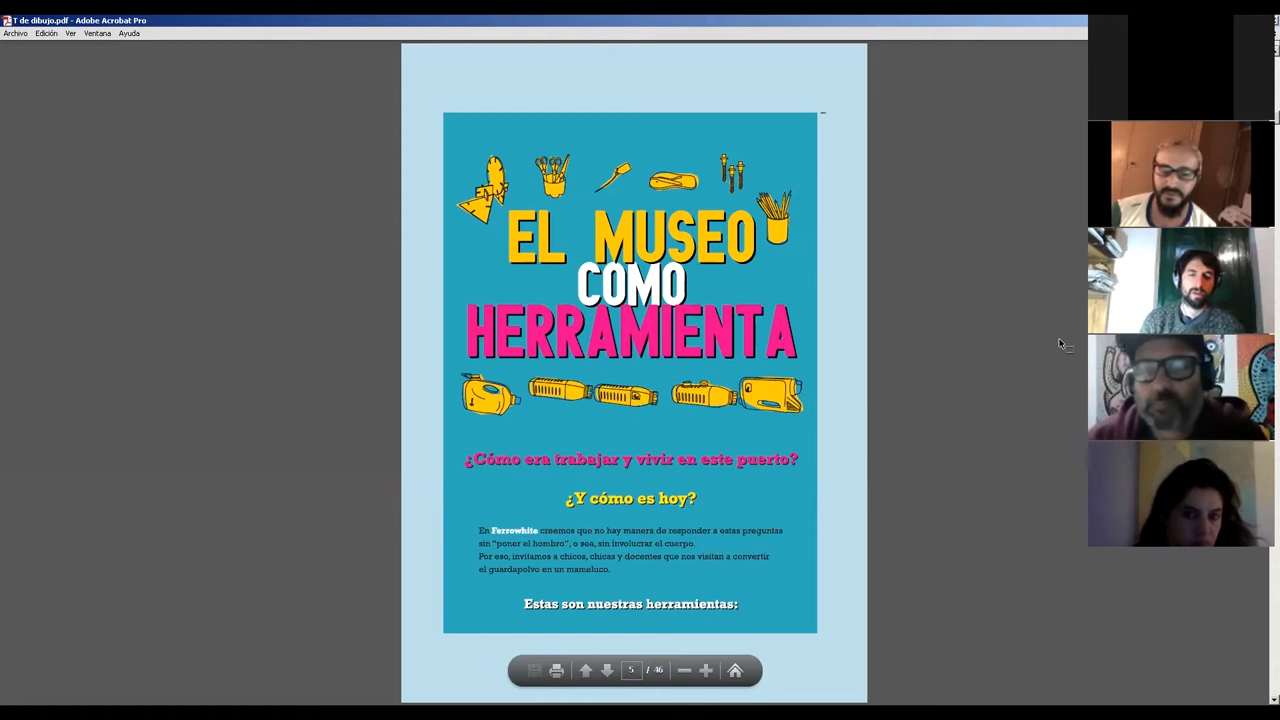 T de dibujo.pdf - Adobe Acrobat Pro
Archivo Edición Ver Ventana Ayuda
EL MUSEO
COMO
HERRAMIENTA
¿Cómo era trabajar y vivir en este puerto?
¿Y cómo es hoy?
En Ferrowhite creemos que no hay manera de responder a estas preguntas
sin "poner el hombro", o sea, sin involucrar el cuerpo.
Por eso, invitamos a chicos, chicas y docentes que nos visitan a convertir
el guardapolvo en un mameluco.
Estas son nuestras herramientas:
5 / 46